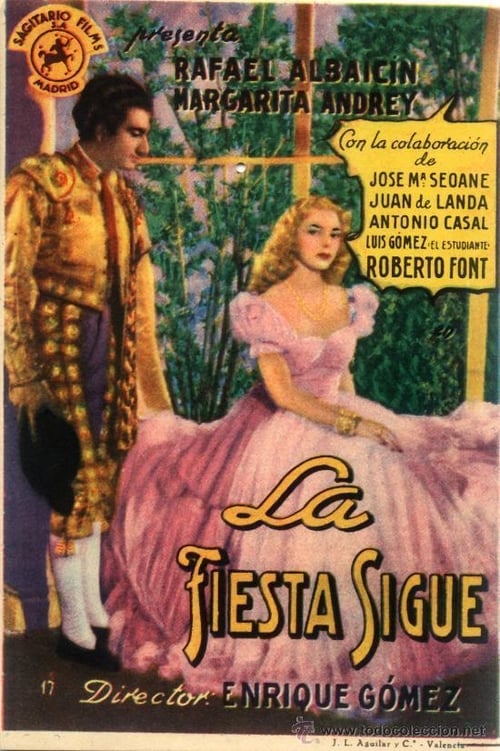 SAGITARIO FILMS
S.A.
MADRID
presenta
RAFAEL ALBAICIN
MARGARITA ANDREY
Con la colaboración
de
JOSE Mª SEOANE
JUAN de LANDA
ANTONIO CASAL
LUIS GÓMEZ (EL ESTUDIANTE)
ROBERTO FONT
La
FIESTA SIGUE
17
Director: ENRIQUE GÓMEZ
www.todocoleccion.net
J. L. Aguilar y Cª - Valencia